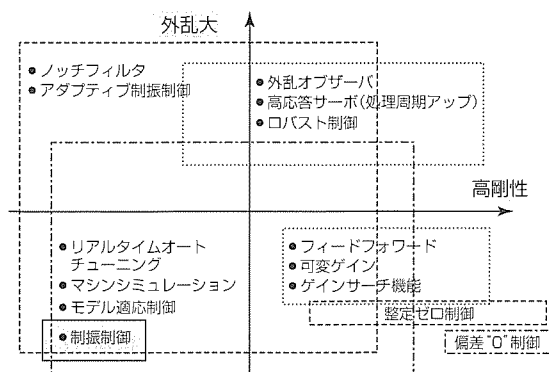 外乱大
ノッチフィルタ
アダプティブ制振制御
外乱オブザーバ
高応答サーボ(処理周期アップ)
ロバスト制御
高剛性
リアルタイムオート
チューニング
マシンシミュレーション
モデル適応制御
制振制御
フィードフォワード
可変ゲイン
ゲインサーチ機能
整定ゼロ制御
偏差"0"制御